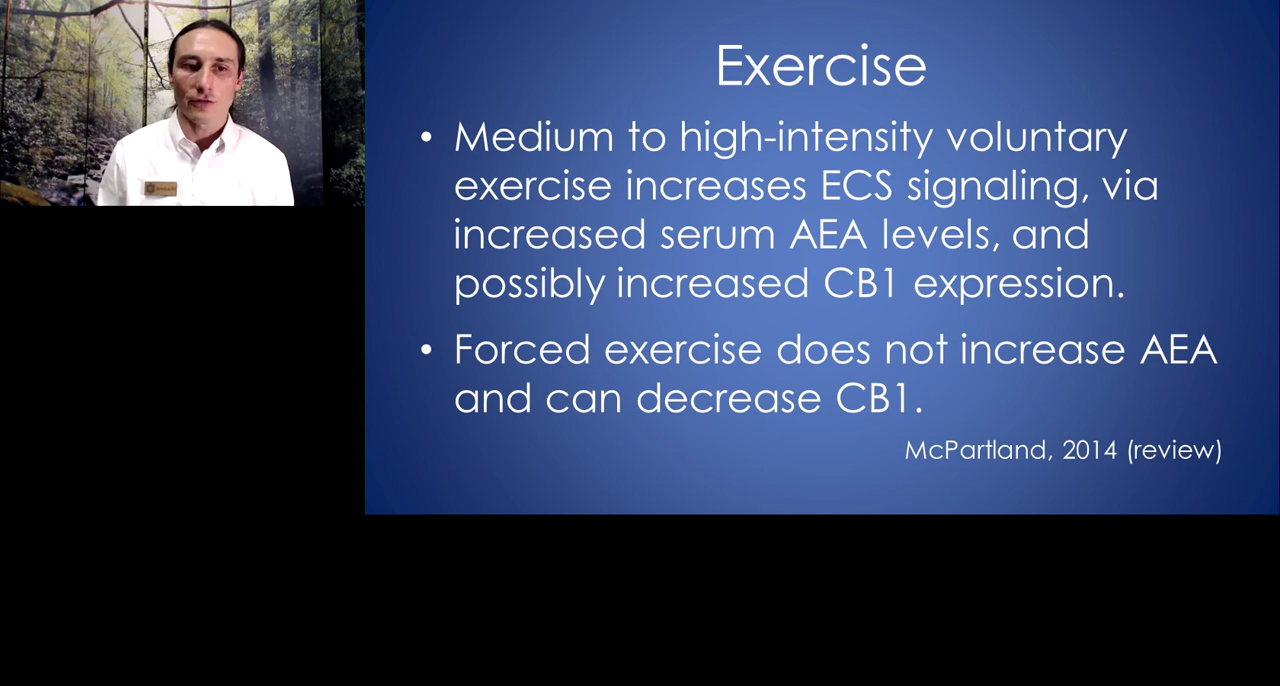 Exercise
• Medium to high-intensity voluntary
exercise increases ECS signaling, via
increased serum AEA levels, and
possibly increased CB1 expression.
• Forced exercise does not increase AEA
and can decrease CB1.
McPartland, 2014 (review)